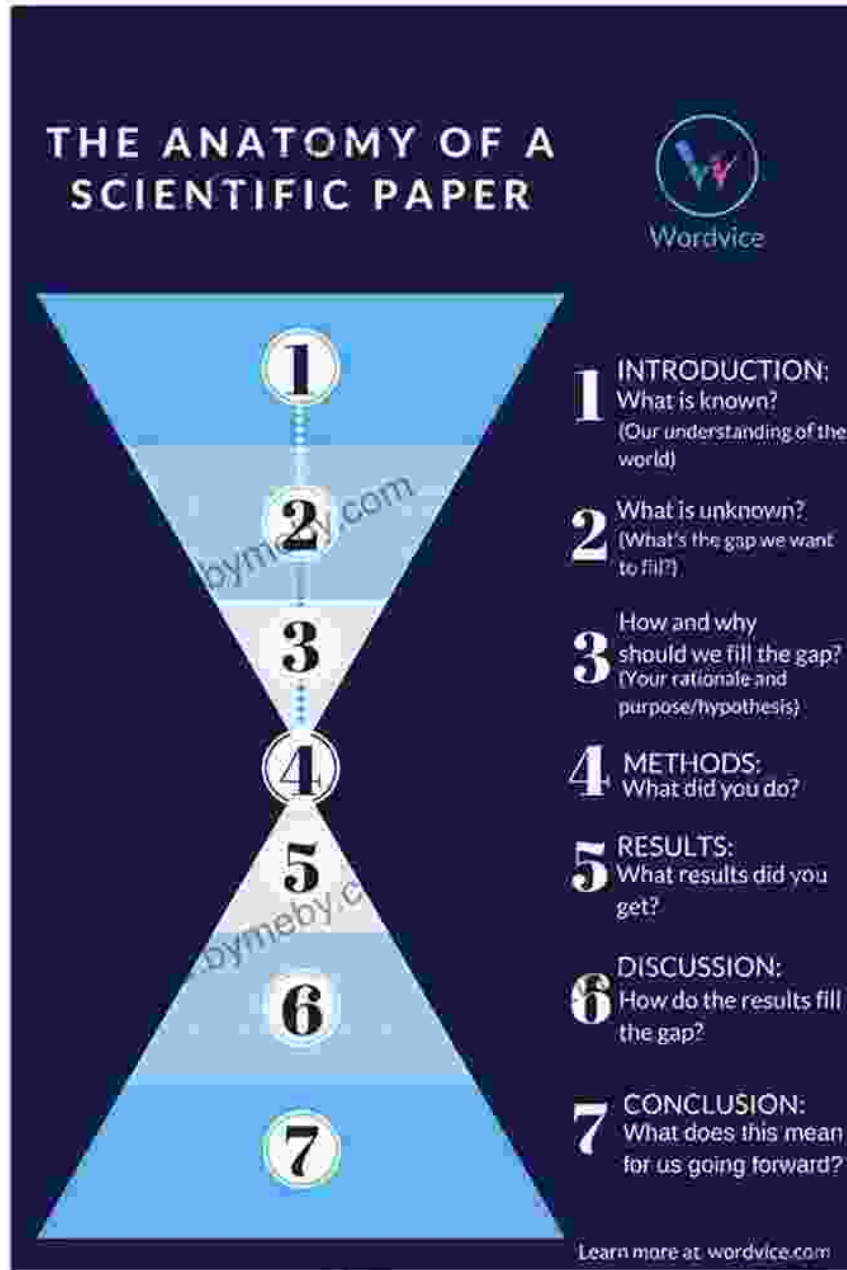 THE ANATOMY OF A
SCIENTIFIC PAPER
Wordvice
1
2
bymeby.com
3
4
5
bymeby.c
6
7
1 INTRODUCTION:
What is known?
(Our understanding of the
world)
2 What is unknown?
(What's the gap we want
to fill?)
3 How and why
should we fill the gap?
(Your rationale and
purpose/hypothesis)
4 METHODS:
What did you do?
5 RESULTS:
What results did you
get?
6 DISCUSSION:
How do the results fill
the gap?
7 CONCLUSION:
What does this mean
for us going forward?
Learn more at wordvice.com